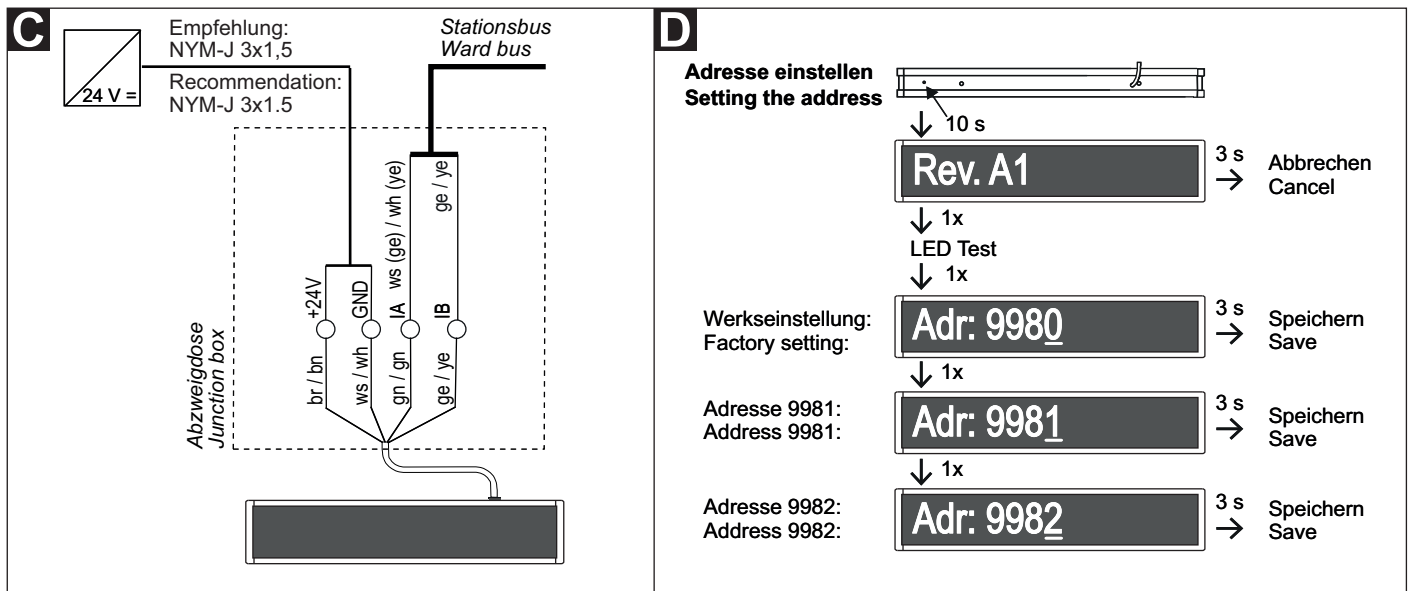 C
Empfehlung:
NYM-J 3x1,5
Recommendation:
NYM-J 3x1.5
24 V =
Stationsbus
Ward bus
ws (ge) / wh (ye)
ge / ye
+24V
GND
IA
IB
br / bn
ws / wh
gn / gn
ge / ye
Abzweigdose
Junction box
D
Adresse einstellen
Setting the address
10 s
Rev. A1
3 s
Abbrechen
Cancel
1x
LED Test
1x
Werkseinstellung:
Factory setting:
Adr: 9980
3 s
Speichern
Save
1x
Adresse 9981:
Address 9981:
Adr: 9981
3 s
Speichern
Save
1x
Adresse 9982:
Address 9982:
Adr: 9982
3 s
Speichern
Save